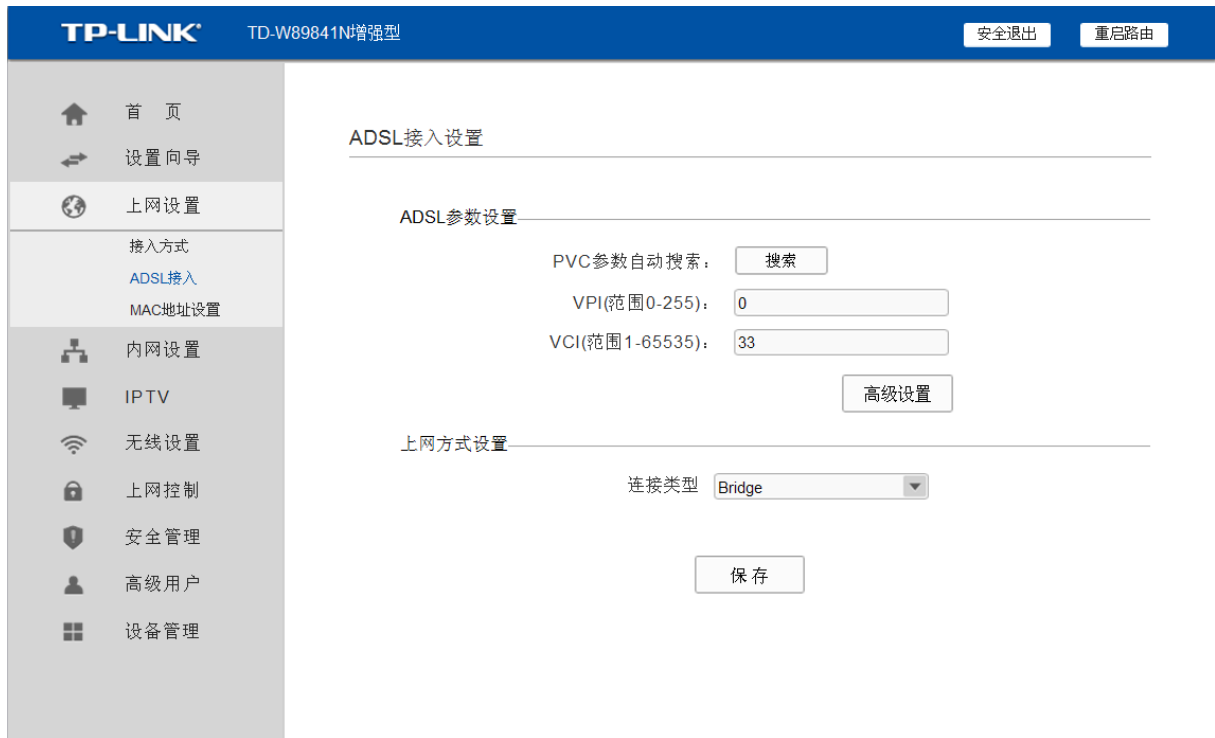 TP-LINK® TD-W89841N增强型 安全退出 重启路由
首 页
设置向导
上网设置
接入方式
ADSL接入
MAC地址设置
内网设置
IPTV
无线设置
上网控制
安全管理
高级用户
设备管理
ADSL接入设置
ADSL参数设置
PVC参数自动搜索： 搜索
VPI(范围0-255)： 0
VCI(范围1-65535)： 33
高级设置
上网方式设置
连接类型 Bridge
保 存